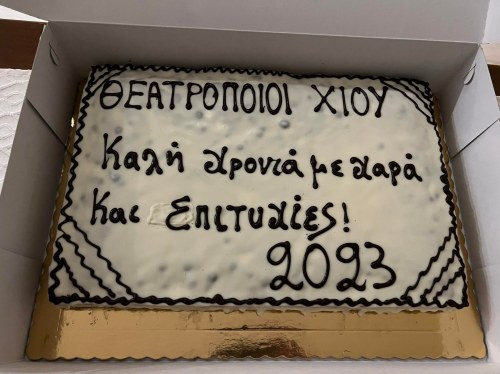 ΘΕΑΤΡΟΠΟΙΟΙ ΧΙΟΥ
Καλή χρονιά με χαρά
Και Επιτυχίες!
2023